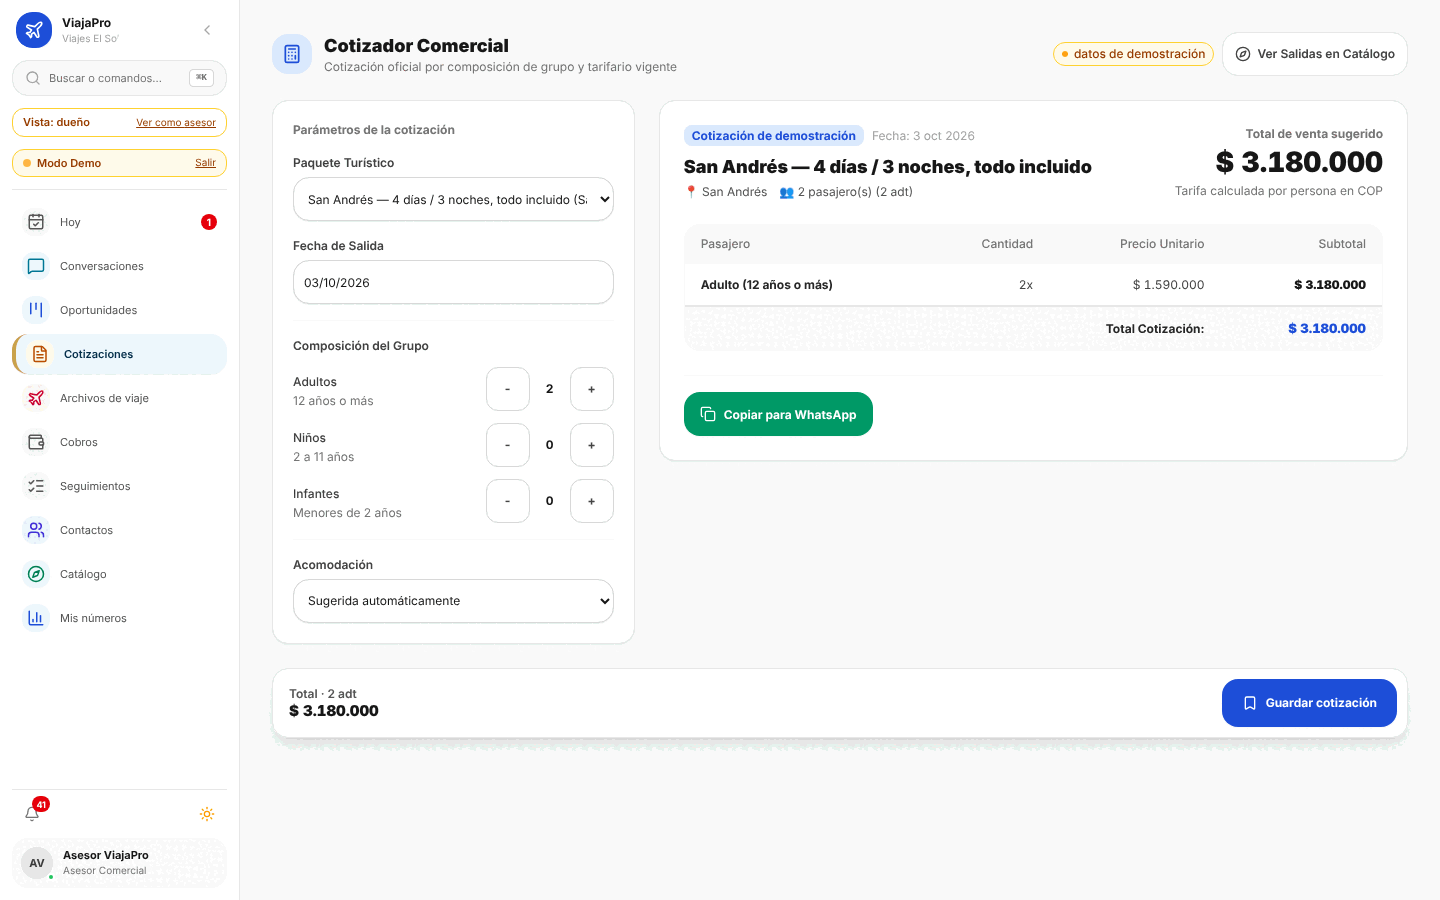 ViajaPro
Viajes El So'
Buscar o comandos...
⌘K
Vista: dueño
Ver como asesor
Modo Demo
Salir
Hoy
1
Conversaciones
Oportunidades
Cotizaciones
Archivos de viaje
Cobros
Seguimientos
Contactos
Catálogo
Mis números
41
AV
Asesor ViajaPro
Asesor Comercial
Cotizador Comercial
Cotización oficial por composición de grupo y tarifario vigente
datos de demostración
Ver Salidas en Catálogo
Parámetros de la cotización
Paquete Turístico
San Andrés — 4 días / 3 noches, todo incluido (Sa
Fecha de Salida
03/10/2026
Composición del Grupo
Adultos
12 años o más
- 2 +
Niños
2 a 11 años
- 0 +
Infantes
Menores de 2 años
- 0 +
Acomodación
Sugerida automáticamente
Cotización de demostración
Fecha: 3 oct 2026
San Andrés — 4 días / 3 noches, todo incluido
📍 San Andrés 👥 2 pasajero(s) (2 adt)
Total de venta sugerido
$ 3.180.000
Tarifa calculada por persona en COP
Pasajero Cantidad Precio Unitario Subtotal
Adulto (12 años o más) 2x $ 1.590.000 $ 3.180.000
Total Cotización: $ 3.180.000
Copiar para WhatsApp
Total · 2 adt
$ 3.180.000
Guardar cotización